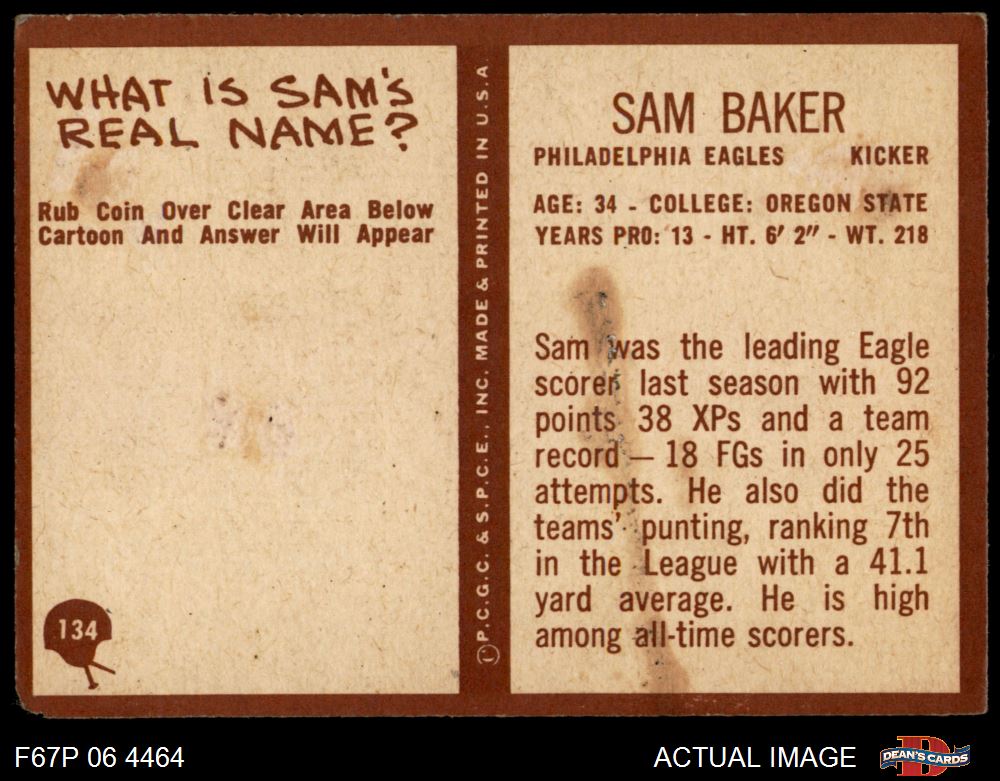 WHAT IS SAM'S
REAL NAME?
Rub Coin Over Clear Area Below
Cartoon And Answer Will Appear
134
P.C.G.C. & S.P.C.E., INC. MADE & PRINTED IN U.S.A
SAM BAKER
PHILADELPHIA EAGLES KICKER
AGE: 34 - COLLEGE: OREGON STATE
YEARS PRO: 13 - HT. 6' 2" - WT. 218
Sam was the leading Eagle
scorer last season with 92
points 38 XPs and a team
record — 18 FGs in only 25
attempts. He also did the
teams' punting, ranking 7th
in the League with a 41.1
yard average. He is high
among all-time scorers.
F67P 06 4464
ACTUAL IMAGE
DEAN'S CARDS